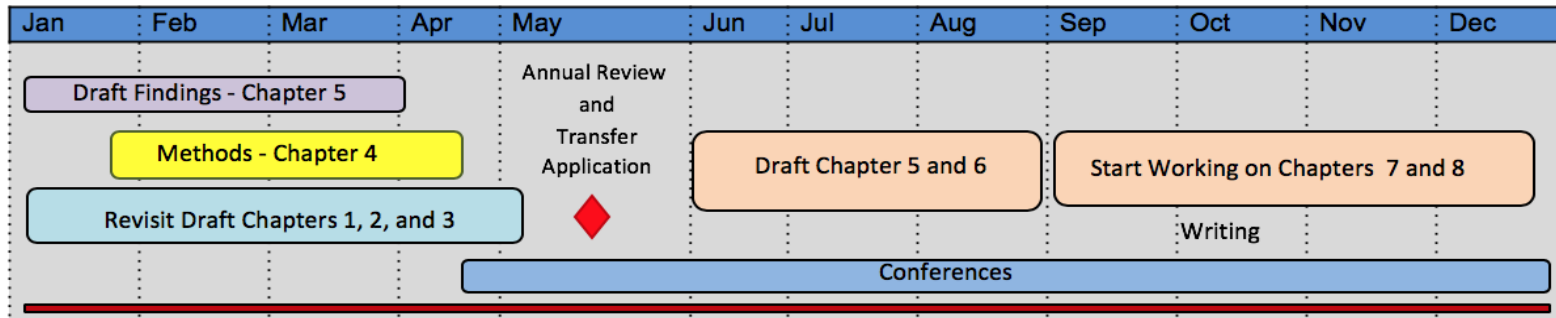 Jan Feb Mar Apr May Jun Jul Aug Sep Oct Nov Dec
Draft Findings - Chapter 5
Methods - Chapter 4
Revisit Draft Chapters 1, 2, and 3
Annual Review
and
Transfer
Application
Draft Chapter 5 and 6
Start Working on Chapters 7 and 8
Writing
Conferences